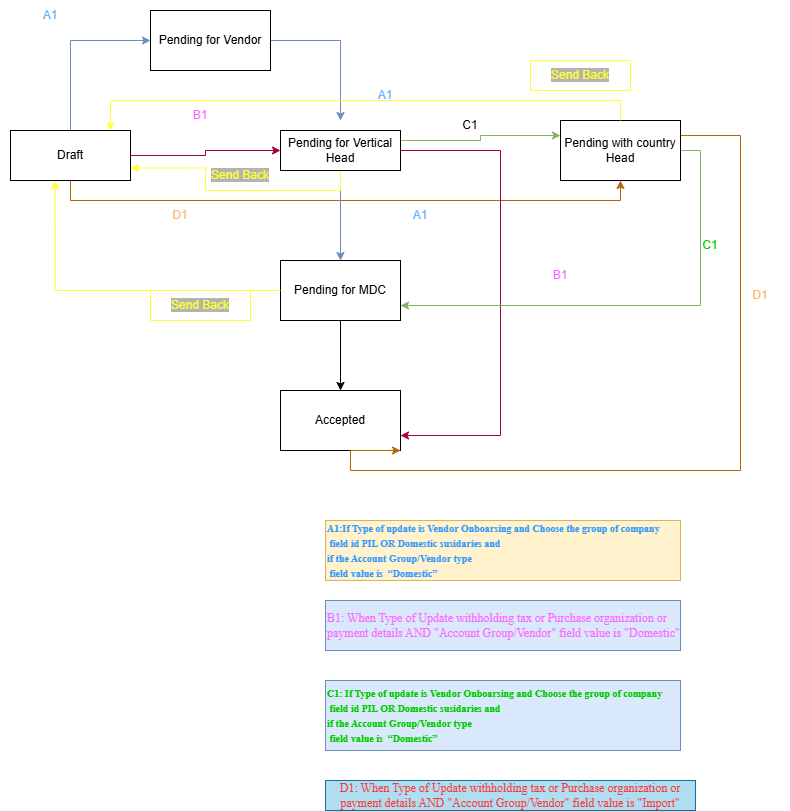 A1
Pending for Vendor
Send Back
A1
B1
C1
Draft
Pending for Vertical
Head
Pending with country
Head
Send Back
D1
A1
C1
B1
Pending for MDC
D1
Send Back
Accepted
A1:If Type of update is Vendor Onboarsing and Choose the group of company
field id PIL OR Domestic susidaries and
if the Account Group/Vendor type
field value is “Domestic”
B1: When Type of Update withholding tax or Purchase organization or
payment details AND "Account Group/Vendor" field value is "Domestic"
C1: If Type of update is Vendor Onboarsing and Choose the group of company
field id PIL OR Domestic susidaries and
if the Account Group/Vendor type
field value is “Domestic”
D1: When Type of Update withholding tax or Purchase organization or
payment details AND "Account Group/Vendor" field value is "Import"